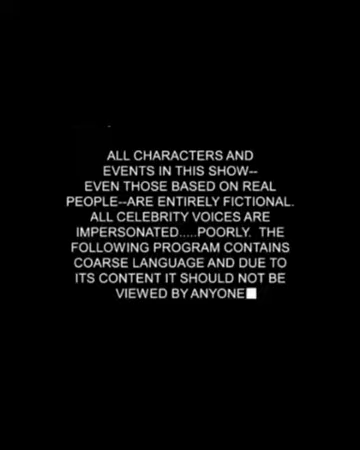 ALL CHARACTERS AND
EVENTS IN THIS SHOW--
EVEN THOSE BASED ON REAL
PEOPLE--ARE ENTIRELY FICTIONAL.
ALL CELEBRITY VOICES ARE
IMPERSONATED.....POORLY. THE
FOLLOWING PROGRAM CONTAINS
COARSE LANGUAGE AND DUE TO
ITS CONTENT IT SHOULD NOT BE
VIEWED BY ANYONE